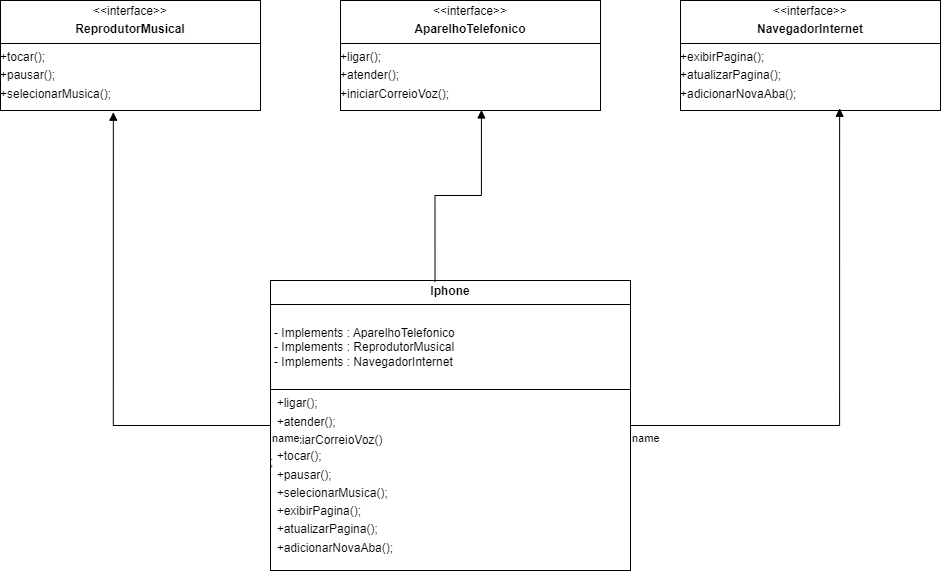 <<interface>>
ReprodutorMusical
+tocar();
+pausar();
+selecionarMusica();
<<interface>>
AparelhoTelefonico
+ligar();
+atender();
+iniciarCorreioVoz();
<<interface>>
NavegadorInternet
+exibirPagina();
+atualizarPagina();
+adicionarNovaAba();
Iphone
- Implements : AparelhoTelefonico
- Implements : ReprodutorMusical
- Implements : NavegadorInternet
+ligar();
+atender();
name
iarCorreioVoz()
;
name
+tocar();
+pausar();
+selecionarMusica();
+exibirPagina();
+atualizarPagina();
+adicionarNovaAba();